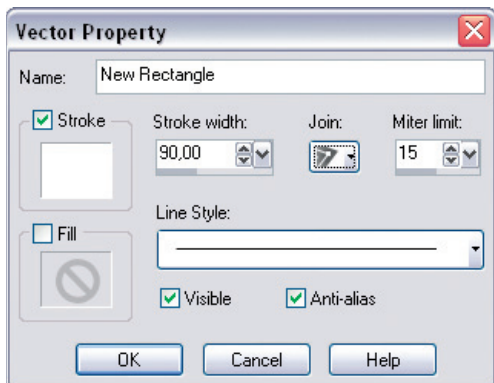 Vector Property
Name: New Rectangle
Stroke Stroke width: Join: Miter limit:
90,00 15
Line Style:
Fill
Visible Anti-alias
OK Cancel Help